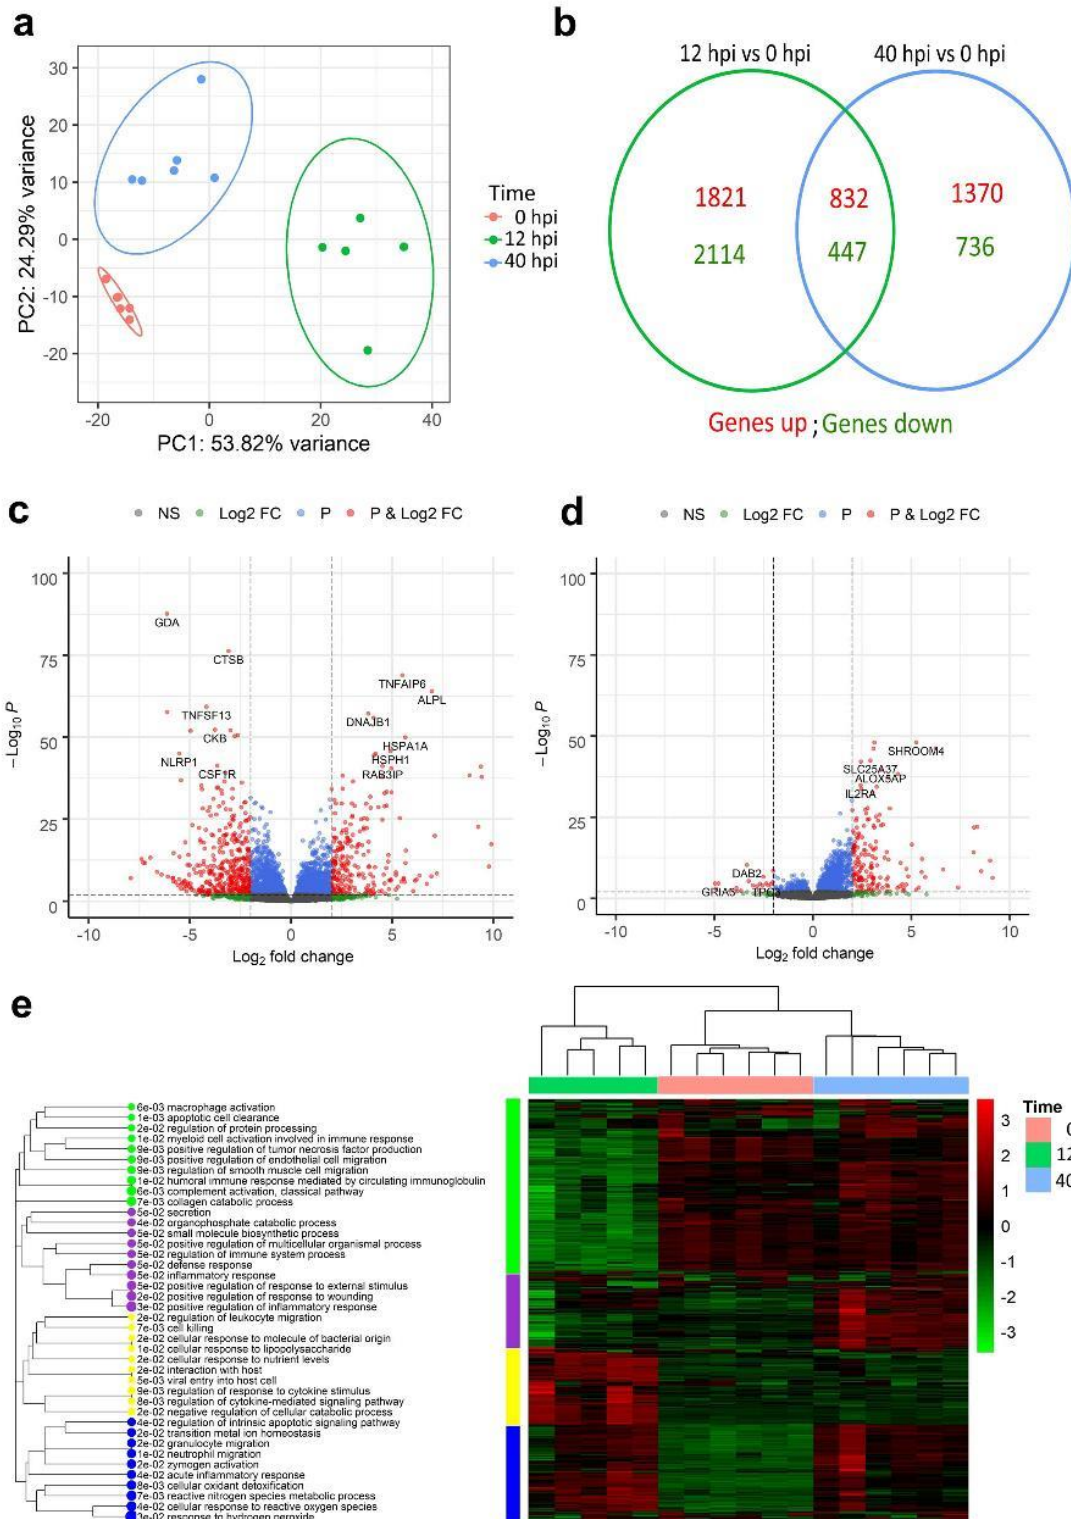 a
30
20
10
0
-10
-20
-20 0 20 40
PC1: 53.82% variance
PC2: 24.29% variance
Time
0 hpi
12 hpi
40 hpi
b
12 hpi vs 0 hpi
40 hpi vs 0 hpi
1821 832 1370
2114 447 736
Genes up ; Genes down
c
NS Log2 FC P P & Log2 FC
100
75
50
25
0
-10 -5 0 5 10
Log2 fold change
−Log10 P
GDA
CTSB
TNFAIP6
ALPL
TNFSF13
DNAJB1
CKB
HSPA1A
NLRP1
HSPH1
CSF1R
RAB3IP
d
NS Log2 FC P P & Log2 FC
100
75
50
25
0
-10 -5 0 5 10
Log2 fold change
−Log10 P
SHROOM4
SLC25A37
ALOX5AP
IL2RA
DAB2
GRIA3
e
6e-03 macrophage activation
1e-03 apoptotic cell clearance
2e-02 regulation of protein processing
1e-02 myeloid cell activation involved in immune response
9e-03 positive regulation of tumor necrosis factor production
9e-03 positive regulation of endothelial cell migration
9e-03 regulation of smooth muscle cell migration
1e-02 humoral immune response mediated by circulating immunoglobulin
6e-03 complement activation, classical pathway
7e-03 collagen catabolic process
5e-02 secretion
4e-02 organophosphate catabolic process
5e-02 small molecule biosynthetic process
5e-02 positive regulation of multicellular organismal process
5e-02 regulation of immune system process
5e-02 defense response
5e-02 inflammatory response
5e-02 positive regulation of response to external stimulus
2e-02 positive regulation of response to wounding
3e-02 positive regulation of inflammatory response
2e-02 regulation of leukocyte migration
7e-03 cell killing
2e-02 cellular response to molecule of bacterial origin
1e-02 cellular response to lipopolysaccharide
2e-02 cellular response to nutrient levels
2e-02 interaction with host
5e-03 viral entry into host cell
9e-03 regulation of response to cytokine stimulus
8e-03 regulation of cytokine-mediated signaling pathway
2e-02 negative regulation of cellular catabolic process
4e-02 regulation of intrinsic apoptotic signaling pathway
2e-02 transition metal ion homeostasis
2e-02 granulocyte migration
1e-02 neutrophil migration
2e-02 zymogen activation
4e-02 acute inflammatory response
8e-03 cellular oxidant detoxification
7e-03 reactive nitrogen species metabolic process
4e-02 cellular response to reactive oxygen species
response to hydrogen peroxide
3
2
1
0
-1
-2
-3
Time
0
12
40